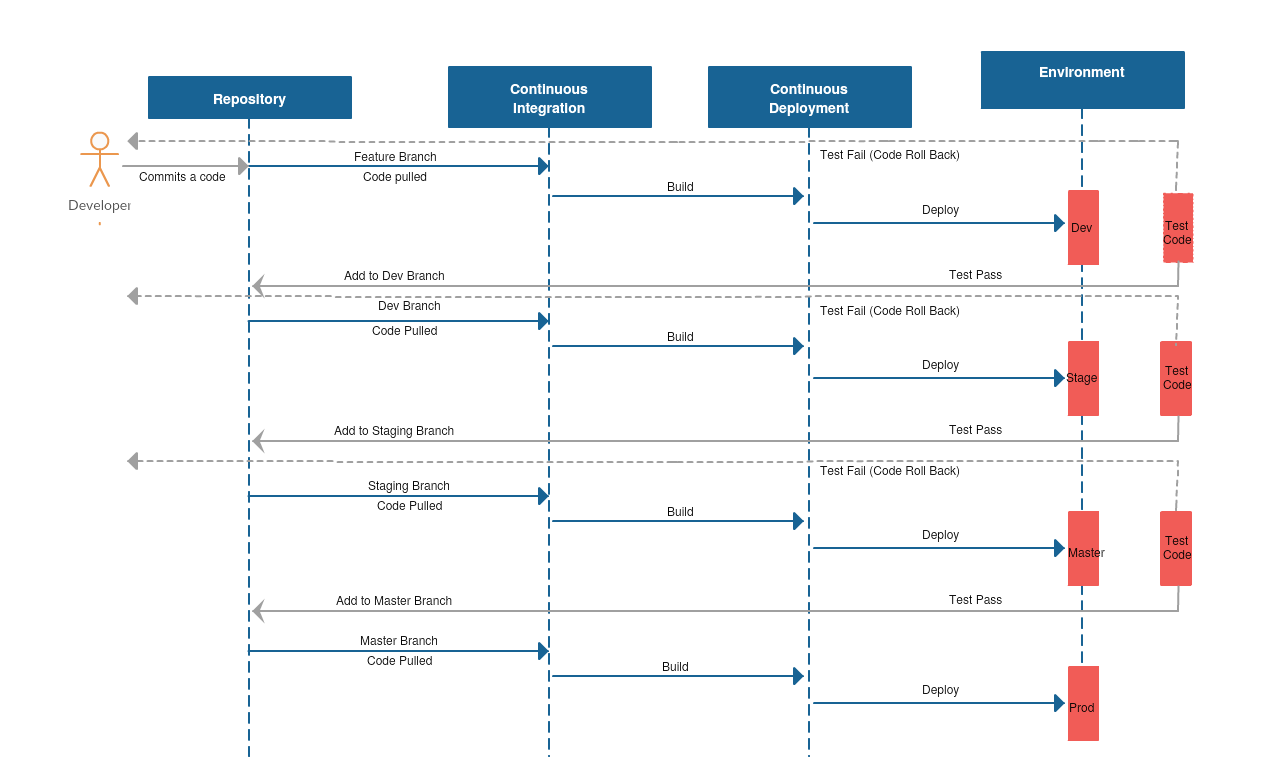 Environment
Continuous
Integration
Continuous
Deployment
Repository
Feature Branch
Test Fail (Code Roll Back)
Commits a code
Code pulled
Build
Developer
Deploy
Dev
Test
Code
Add to Dev Branch
Test Pass
Dev Branch
Test Fail (Code Roll Back)
Code Pulled
Build
Deploy
Stage
Test
Code
Add to Staging Branch
Test Pass
Test Fail (Code Roll Back)
Staging Branch
Code Pulled
Build
Deploy
Master
Test
Code
Add to Master Branch
Test Pass
Master Branch
Code Pulled
Build
Deploy
Prod